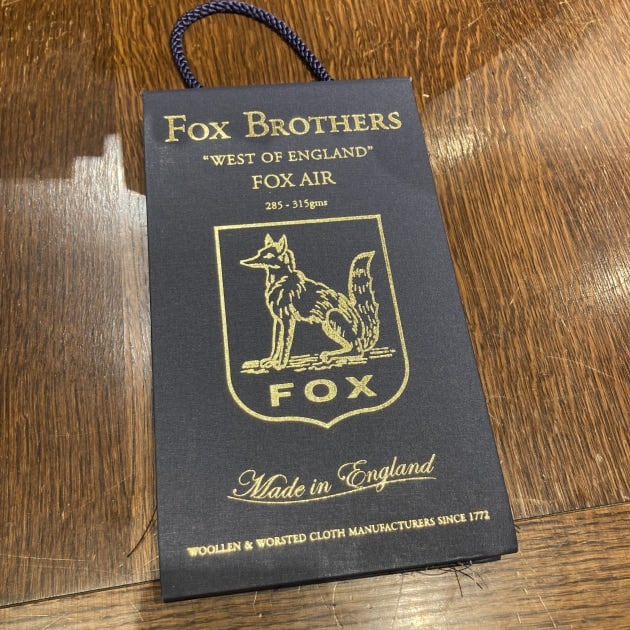 FOX BROTHERS
"WEST OF ENGLAND"
FOX AIR
285 - 315gms
FOX
Made in England
WOOLLEN & WORSTED CLOTH MANUFACTURERS SINCE 1772